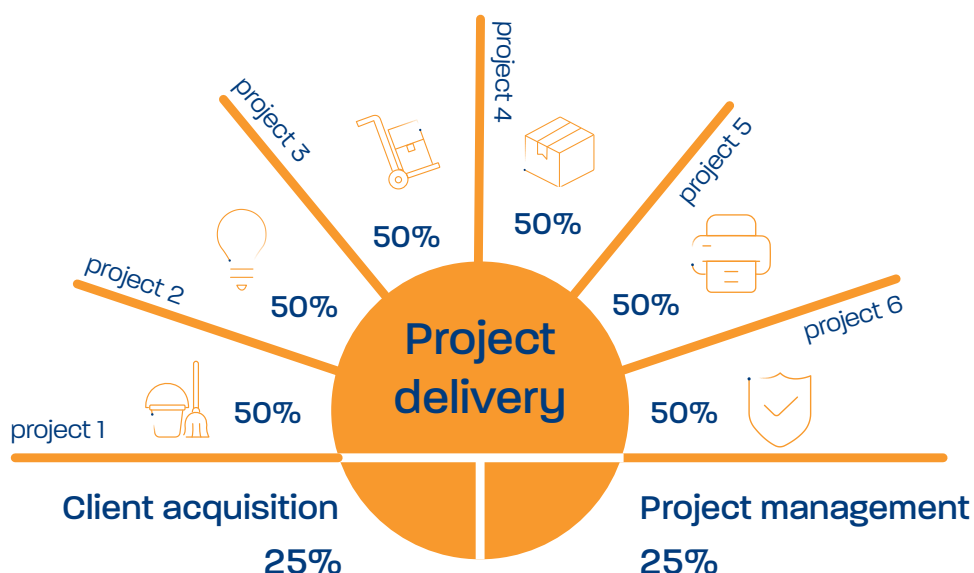 project 1
50%
project 2
50%
project 3
50%
project 4
50%
project 5
50%
project 6
50%
Project
delivery
Client acquisition
25%
Project management
25%